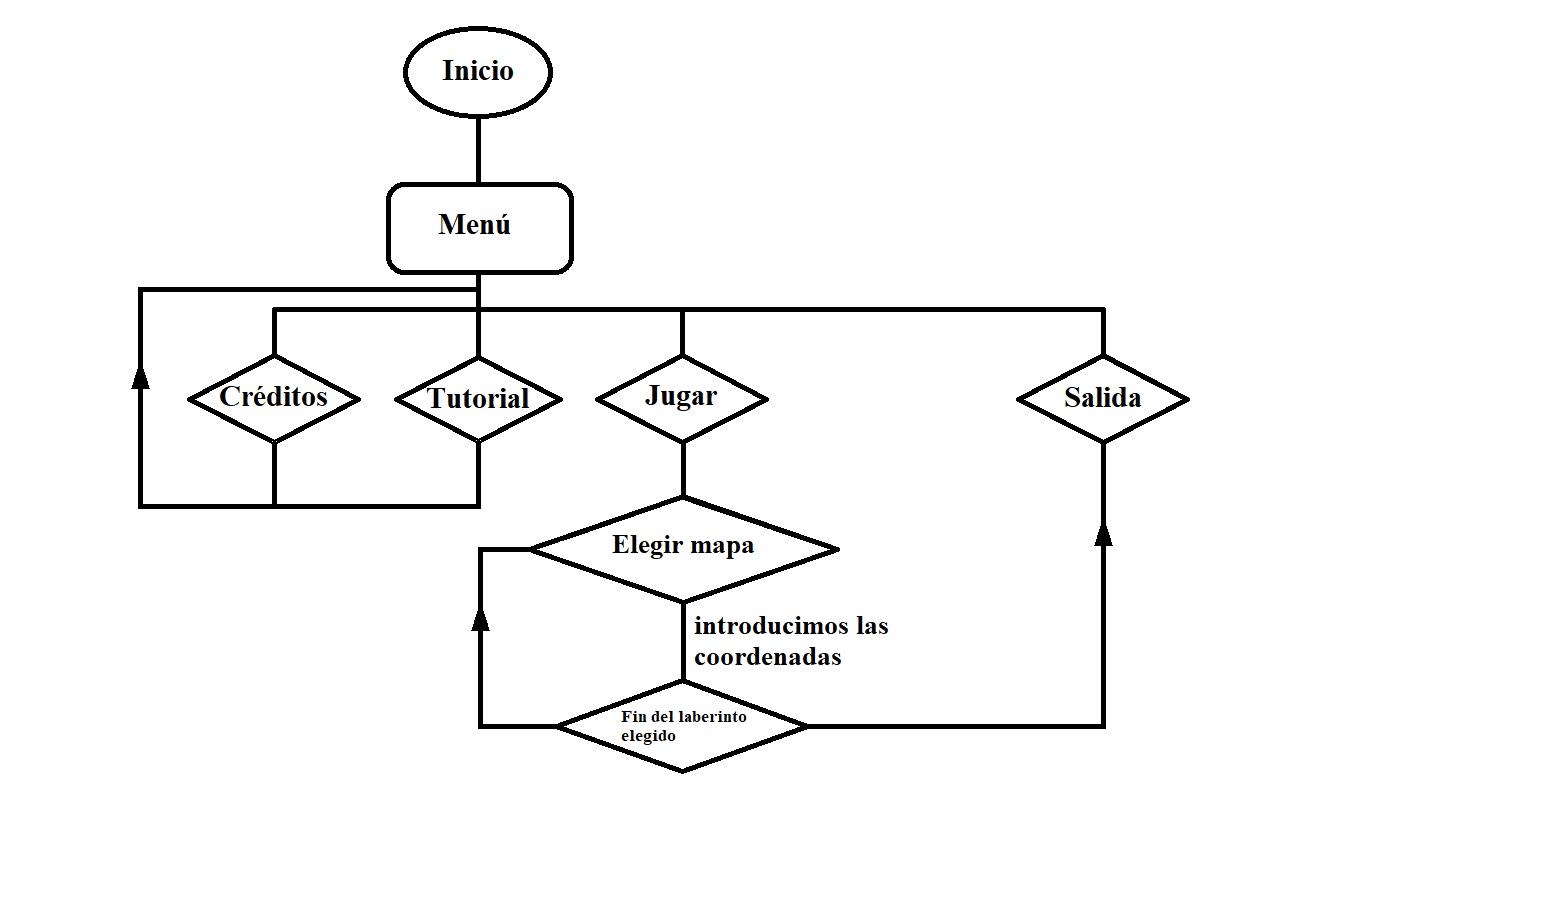 Inicio
Menú
Créditos
Tutorial
Jugar
Salida
Elegir mapa
introducimos las
coordenadas
Fin del laberinto
elegido